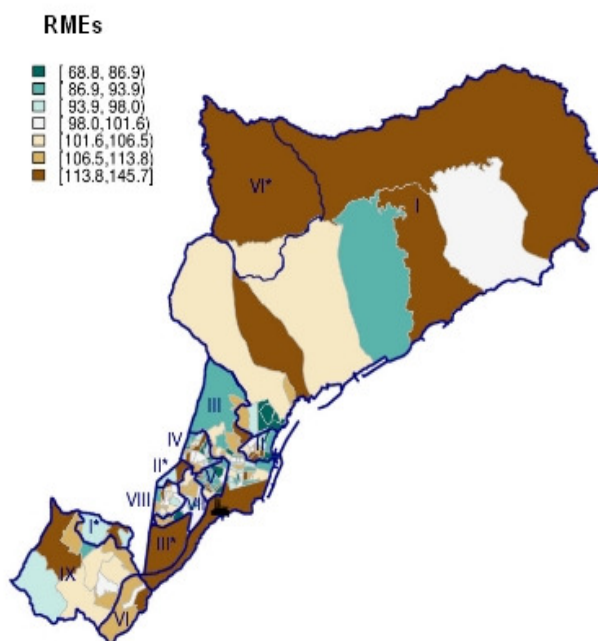 RMEs
[ 68.8, 86.9)
[ 86.9, 93.9)
[ 93.9, 98.0)
[ 98.0,101.6)
[101.6,106.5)
[106.5,113.8)
[113.8,145.7]
VI*
I
III
IV
II
II*
V
VIII
VII
I*
III*
IX
VI